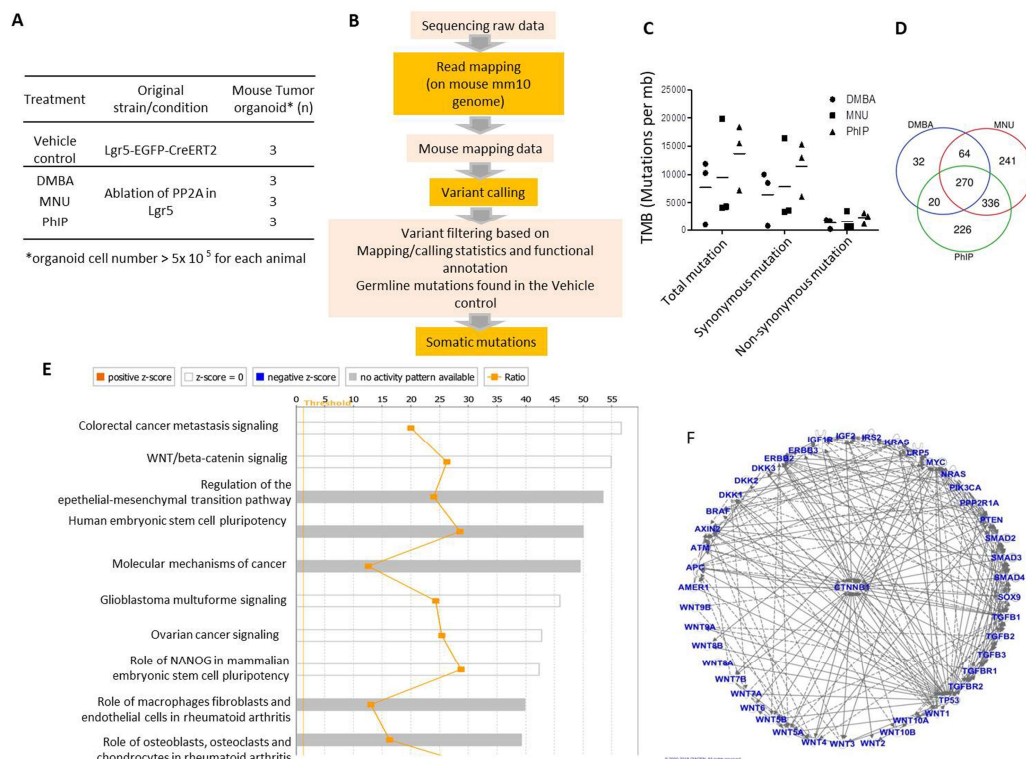 A
Treatment
Original strain/condition
Mouse Tumor organoid* (n)
Vehicle control
Lgr5-EGFP-CreERT2
3
DMBA
MNU
PhIP
Ablation of PP2A in Lgr5
3
3
3
*organoid cell number > 5x 10 5 for each animal
B
Sequencing raw data
Read mapping
(on mouse mm10 genome)
Mouse mapping data
Variant calling
Variant filtering based on
Mapping/calling statistics and functional annotation
Germline mutations found in the Vehicle control
Somatic mutations
C
TMB (Mutations per mb)
25000
20000
15000
10000
5000
0
DMBA
MNU
PhIP
Total mutation
Synonymous mutation
Non-synonymous mutation
D
DMBA
MNU
32
64
241
270
20
336
226
PhIP
E
positive z-score
z-score = 0
negative z-score
no activity pattern available
Ratio
0 5 10 15 20 25 30 35 40 45 50 55
Threshold
Colorectal cancer metastasis signaling
WNT/beta-catenin signalig
Regulation of the
epethelial-mesenchymal transition pathway
Human embryonic stem cell pluripotency
Molecular mechanisms of cancer
Glioblastoma multuforme signaling
Ovarian cancer signaling
Role of NANOG in mammalian
embryonic stem cell pluripotency
Role of macrophages fibroblasts and
endothelial cells in rheumatoid arthritis
Role of osteoblasts, osteoclasts and
chondrocytes in rheumatoid arthritis
F
IGF1R
IGF2
IRS2
KRAS
LRP5
MYC
NRAS
PIK3CA
PPP2R1A
PTEN
SMAD2
SMAD3
SMAD4
SOX9
TGFB1
TGFB2
TGFB3
TGFBR1
TGFBR2
TP53
WNT1
WNT10A
WNT10B
WNT2
WNT3
WNT4
WNT5A
WNT5B
WNT6
WNT7A
WNT7B
WNT8B
WNT9A
WNT9B
AMER1
APC
ATM
AXIN2
BRAF
DKK1
DKK2
DKK3
ERBB2
ERBB3
CTNNB1